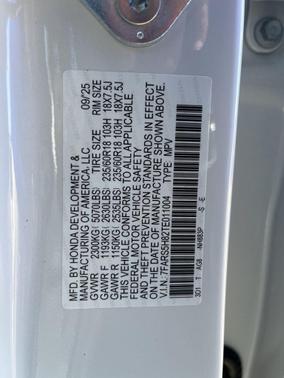 MFD. BY HONDA DEVELOPMENT & 09/25
MANUFACTURING OF AMERICA, LLC
TIRE SIZE RIM SIZE
GVWR 2300KG ( 5070LBS)
GAWR F 1193KG ( 2630LBS) 235/60R18 103H 18X7.5J
GAWR R 1150KG ( 2535LBS) 235/60R18 103H 18X7.5J
THIS VEHICLE CONFORMS TO ALL APPLICABLE
FEDERAL MOTOR VEHICLE SAFETY
AND THEFT PREVENTION STANDARDS IN EFFECT
ON THE DATE OF MANUFACTURE SHOWN ABOVE.
V.I.N.: 7FARS5H82TE011004 TYPE: MPV
3D1 T AGB -NH883P -S -E